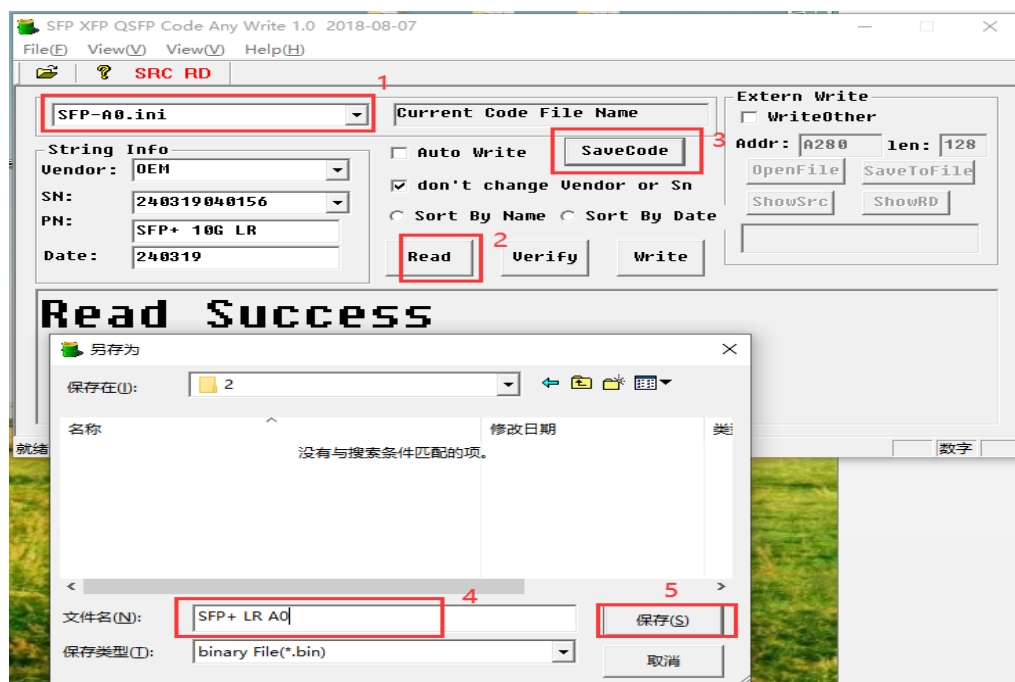 SFP XFP QSFP Code Any Write 1.0 2018-08-07
File(F) View(V) View(V) Help(H)
SRC RD
1
SFP-A0.ini
Current Code File Name
Extern Write
WriteOther
Addr: A280 len: 128
OpenFile SaveToFile
ShowSrc ShowRD
String Info
Vendor: OEM
SN: 240319040156
PN: SFP+ 10G LR
Date: 240319
Auto Write
SaveCode
3
don't change Vendor or Sn
Sort By Name Sort By Date
2
Read Verify Write
Read Success
另存为
保存在(I): 2
名称 修改日期
没有与搜索条件匹配的项。
就绪 数字
4
5
文件名(N): SFP+ LR A0 保存(S)
保存类型(T): binary File(*.bin) 取消